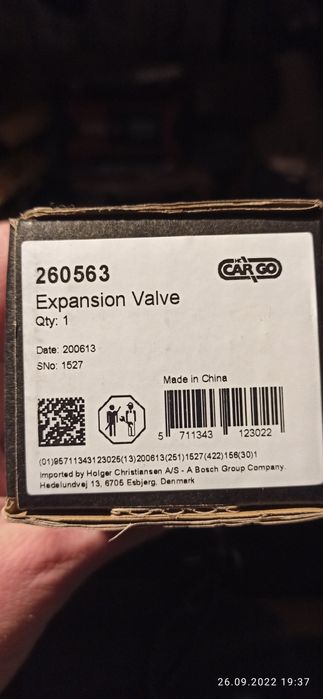 260563
HC
CARGO
Expansion Valve
Qty: 1
Date: 200613
SNo: 1527
Made in China
5 711343 123022
(01)95711343123025(13)200613(251)1527(422)156(30)1
Imported by Holger Christiansen A/S - A Bosch Group Company.
Hedelundvej 13, 6705 Esbjerg, Denmark
26.09.2022 19:37